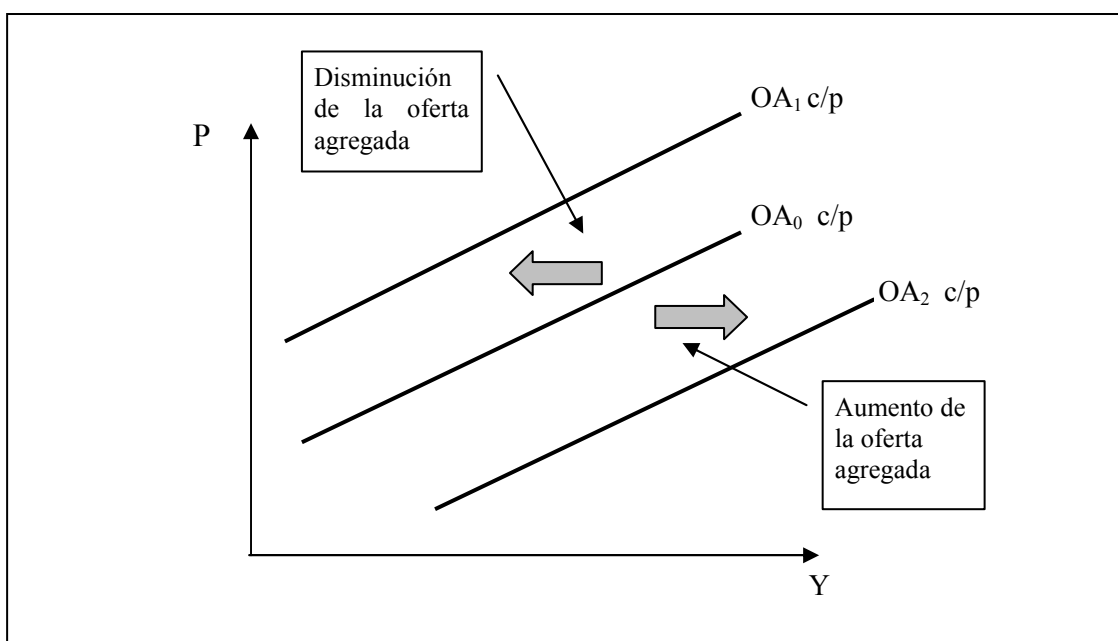 Disminución
de la oferta
agregada
OA₁ c/p
P
OA₀ c/p
OA₂ c/p
Aumento de
la oferta
agregada
Y